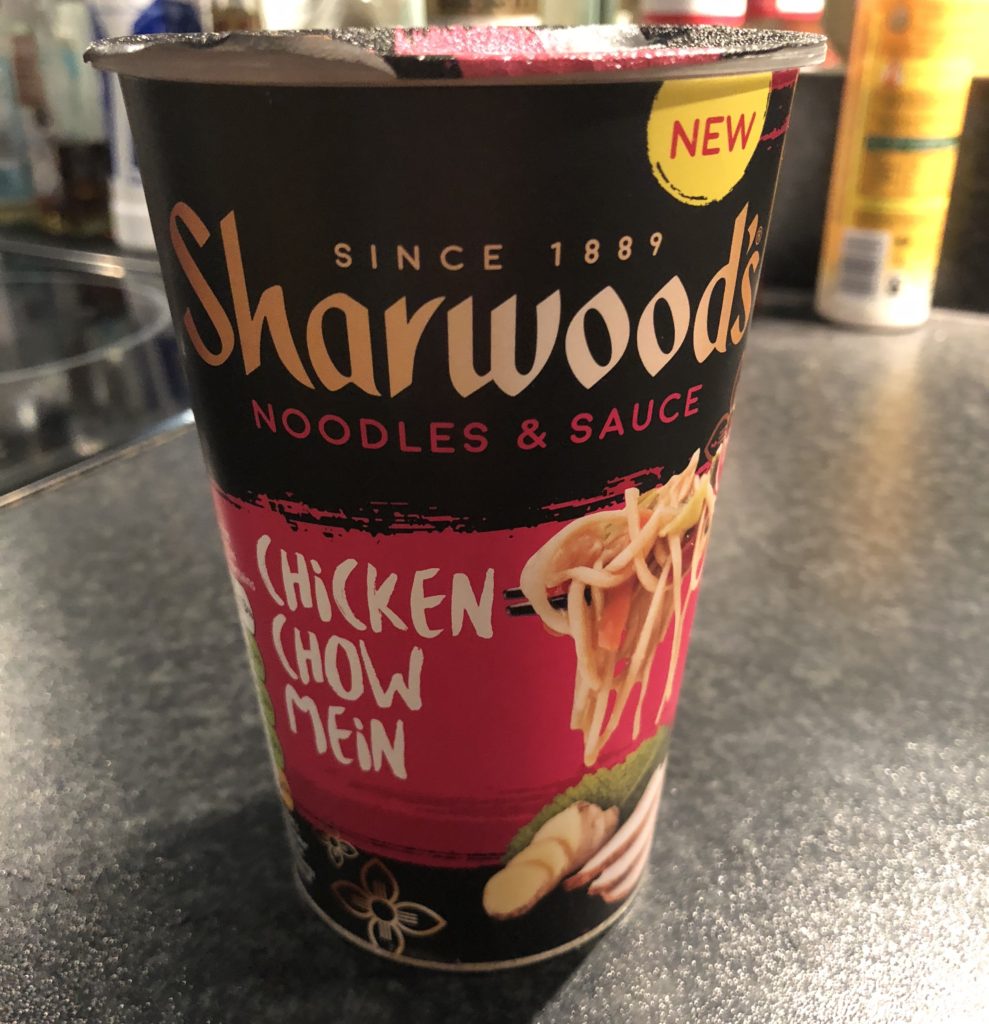 NEW
SINCE 1889
Sharwood's®
NOODLES & SAUCE
CHiCKEN
CHOW
MEiN